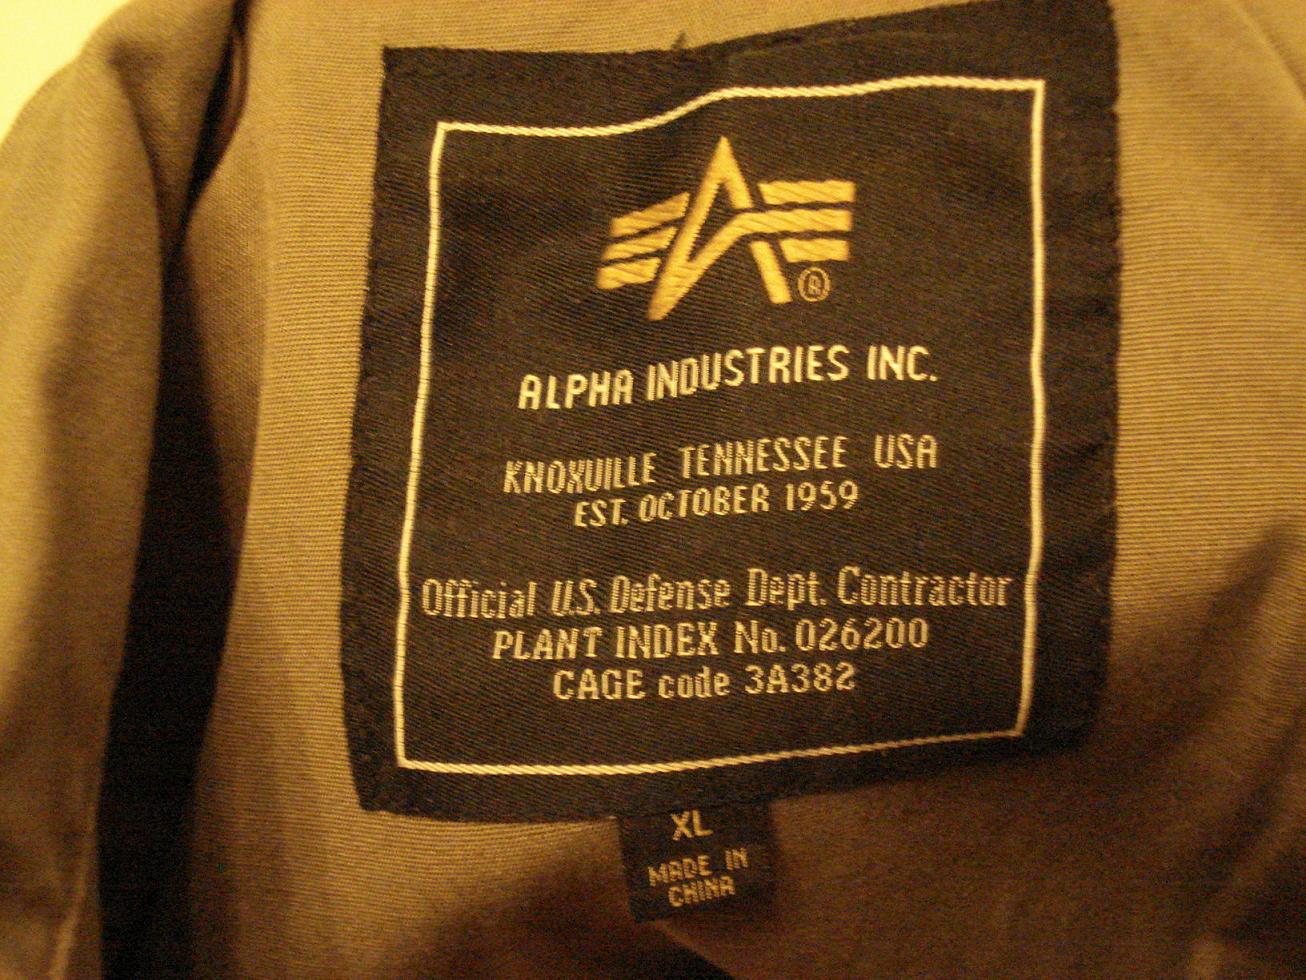 ®
ALPHA INDUSTRIES INC.
KNOXVILLE TENNESSEE USA
EST. OCTOBER 1959
Official U.S. Defense Dept. Contractor
PLANT INDEX No. 026200
CAGE code 3A382
XL
MADE IN
CHINA